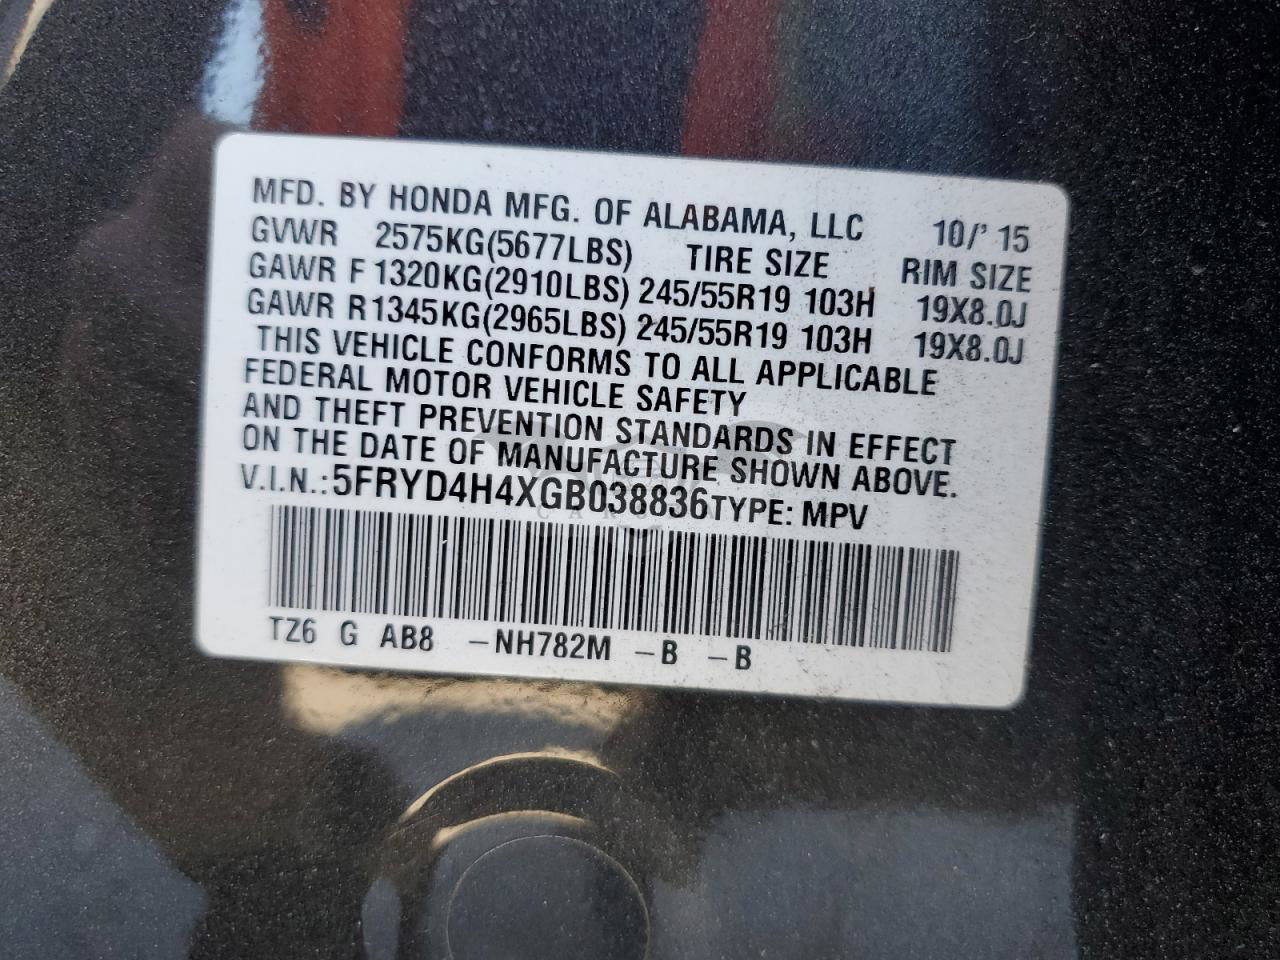 MFD. BY HONDA MFG. OF ALABAMA, LLC 10/' 15
GVWR 2575KG(5677LBS) TIRE SIZE RIM SIZE
GAWR F 1320KG(2910LBS) 245/55R19 103H 19X8.0J
GAWR R 1345KG(2965LBS) 245/55R19 103H 19X8.0J
THIS VEHICLE CONFORMS TO ALL APPLICABLE
FEDERAL MOTOR VEHICLE SAFETY
AND THEFT PREVENTION STANDARDS IN EFFECT
ON THE DATE OF MANUFACTURE SHOWN ABOVE.
V.I.N.:5FRYD4H4XGB038836 TYPE: MPV
TZ6 G AB8 -NH782M -B -B